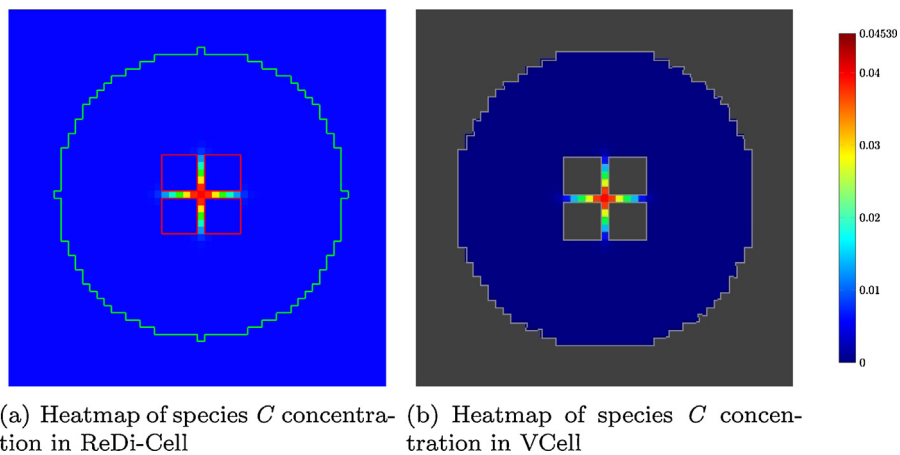 0.04539
0.04
0.03
0.02
0.01
0
(a) Heatmap of species C concentra-
tion in ReDi-Cell
(b) Heatmap of species C concen-
tration in VCell